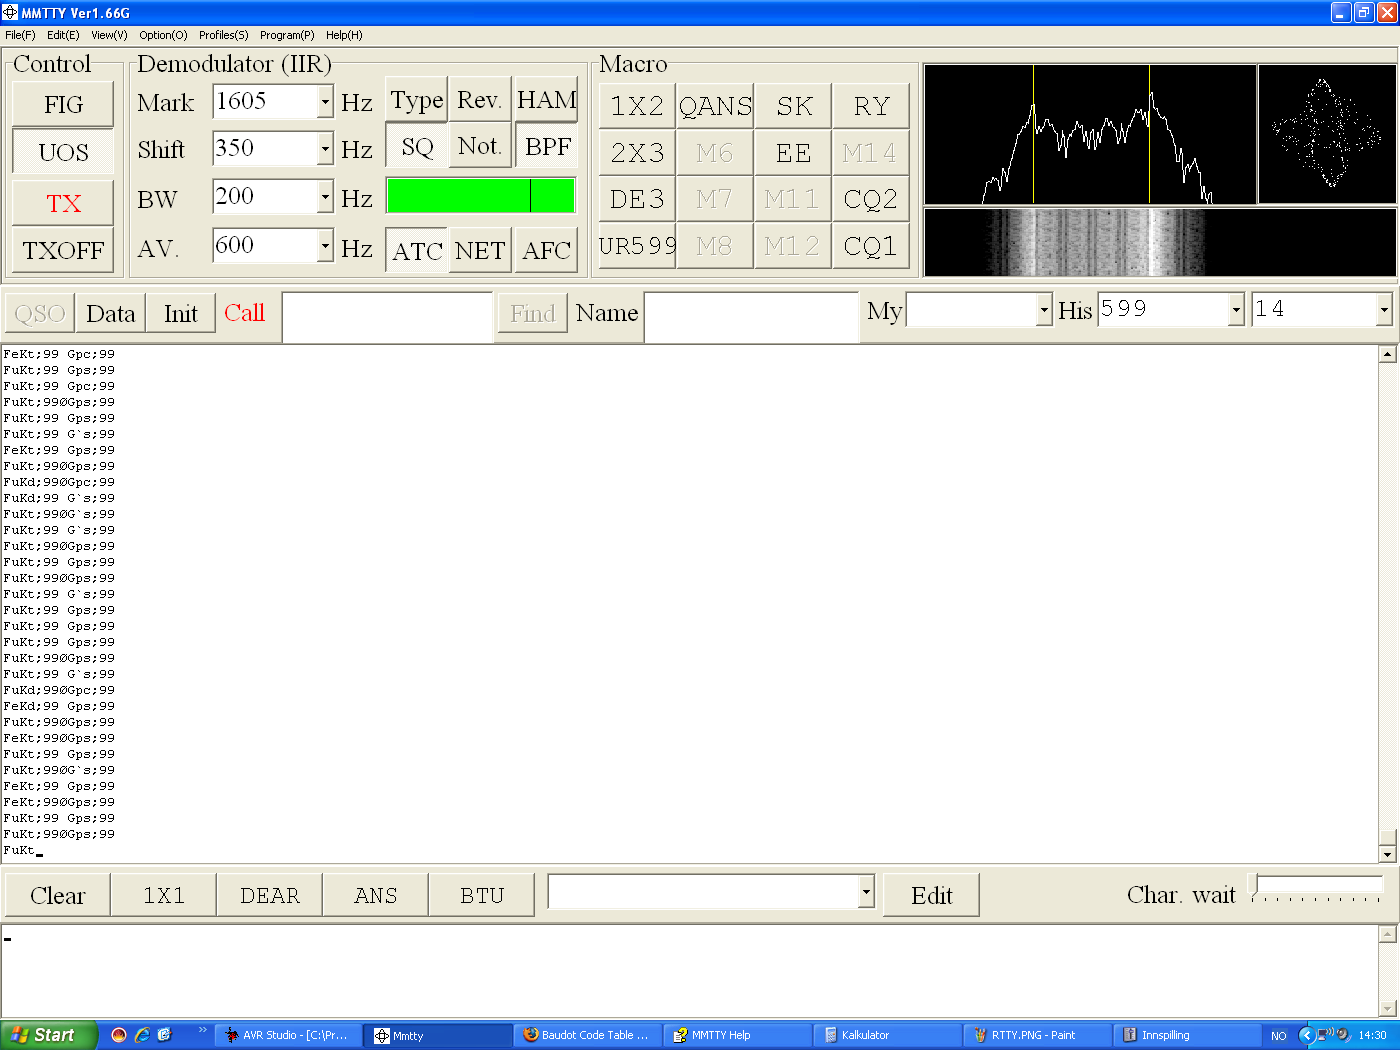 MMTTY Ver1.66G
File(F) Edit(E) View(V) Option(O) Profiles(S) Program(P) Help(H)
Control
FIG
UOS
TX
TXOFF
Demodulator (IIR)
Mark 1605 Hz
Shift 350 Hz
BW 200 Hz
AV. 600 Hz
Type Rev. HAM
SQ Not. BPF
ATC NET AFC
Macro
1X2 QANS SK RY
2X3 M6 EE M14
DE3 M7 M11 CQ2
UR599 M8 M12 CQ1
QSO Data Init Call Find Name My His 599 14
FeKt;99 Gpc;99
FuKt;99 Gps;99
FuKt;99 Gpc;99
FuKt;99ØGps;99
FuKt;99 Gps;99
FuKt;99 G`s;99
FeKt;99 Gps;99
FuKt;99ØGps;99
FuKd;99ØGpc;99
FuKd;99 G`s;99
FuKt;99ØG`s;99
FuKt;99 G`s;99
FuKt;99ØGps;99
FuKt;99 Gps;99
FuKt;99ØGps;99
FuKt;99 G`s;99
FuKt;99 Gps;99
FuKt;99 Gps;99
FuKt;99 Gps;99
FuKt;99ØGps;99
FuKt;99 G`s;99
FuKd;99ØGpc;99
FeKd;99 Gps;99
FuKt;99ØGps;99
FeKt;99ØGps;99
FuKt;99 Gps;99
FuKt;99ØG`s;99
FeKt;99 Gps;99
FeKt;99ØGps;99
FuKt;99 Gps;99
FuKt;99ØGps;99
FuKt
Clear 1X1 DEAR ANS BTU Edit Char. wait
Start
AVR Studio - [C:\Pr...
Mmtty
Baudot Code Table ...
MMTTY Help
Kalkulator
RTTY.PNG - Paint
Innspilling
NO
14:30